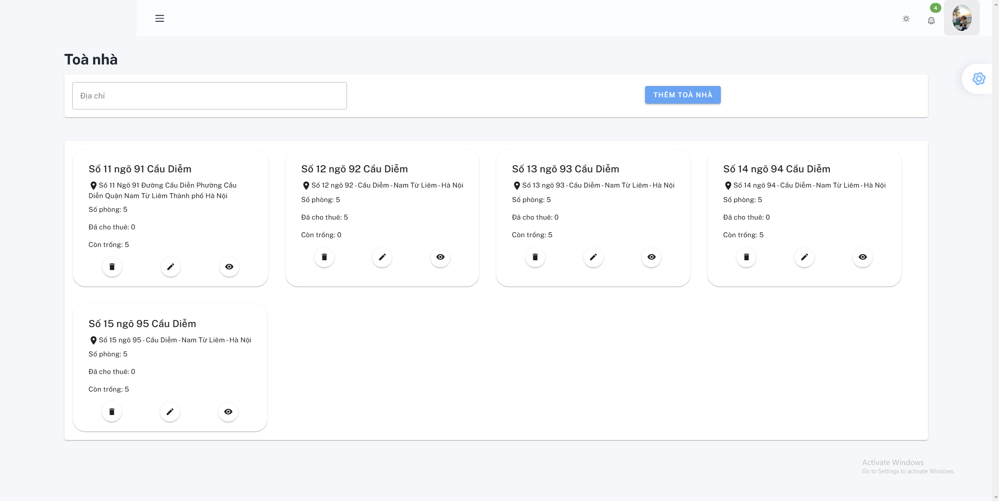 4
Toà nhà
Địa chỉ
THÊM TOÀ NHÀ
Số 11 ngõ 91 Cầu Diễm
Số 11 Ngõ 91 Đường Cầu Diễn Phường Cầu
Diễn Quận Nam Từ Liêm Thành phố Hà Nội
Số phòng: 5
Đã cho thuê: 0
Còn trống: 5
Số 12 ngõ 92 Cầu Diễm
Số 12 ngõ 92 - Cầu Diễm - Nam Từ Liêm - Hà Nội
Số phòng: 5
Đã cho thuê: 5
Còn trống: 0
Số 13 ngõ 93 Cầu Diễm
Số 13 ngõ 93 - Cầu Diễm - Nam Từ Liêm - Hà Nội
Số phòng: 5
Đã cho thuê: 0
Còn trống: 5
Số 14 ngõ 94 Cầu Diễm
Số 14 ngõ 94 - Cầu Diễm - Nam Từ Liêm - Hà Nội
Số phòng: 5
Đã cho thuê: 0
Còn trống: 5
Số 15 ngõ 95 Cầu Diễm
Số 15 ngõ 95 - Cầu Diễm - Nam Từ Liêm - Hà Nội
Số phòng: 5
Đã cho thuê: 0
Còn trống: 5
Activate Windows
Go to Settings to activate Windows.